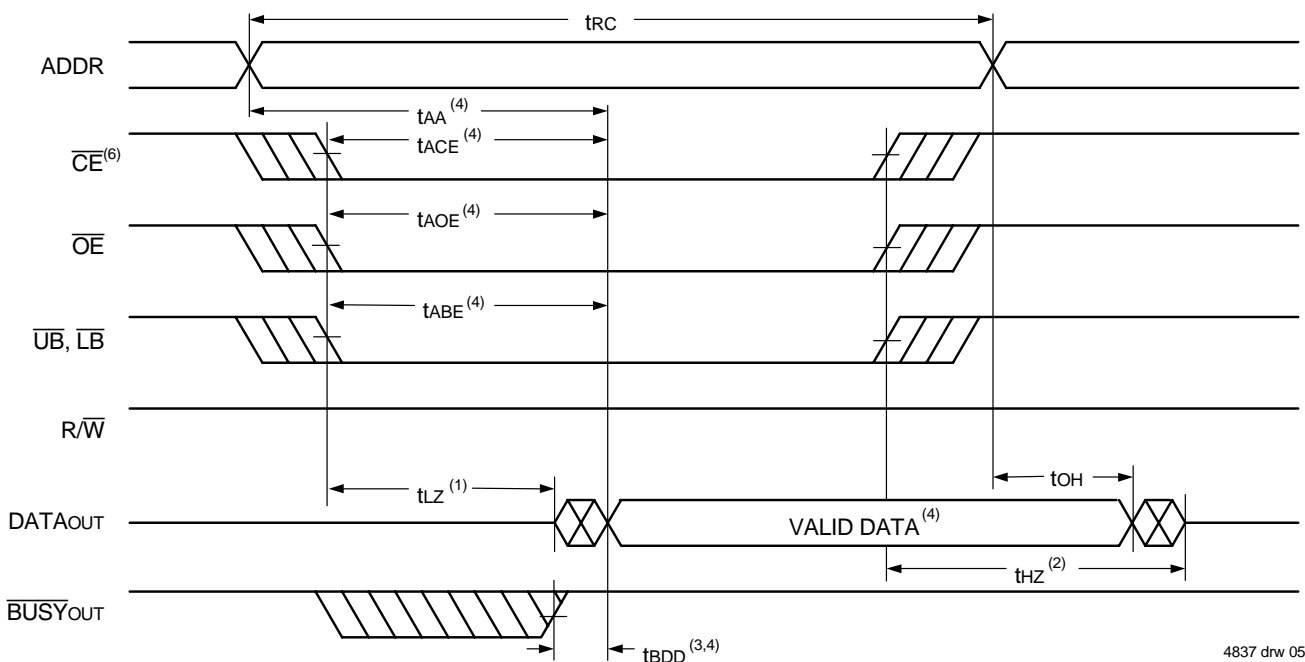 tRC
ADDR
tAA (4)
tACE (4)
CE (6)
tAOE (4)
OE
tABE (4)
UB, LB
R/W
tLZ (1)
tOH
DATAOUT
VALID DATA (4)
tHZ (2)
BUSYOUT
tBDD (3,4)
4837 drw 05